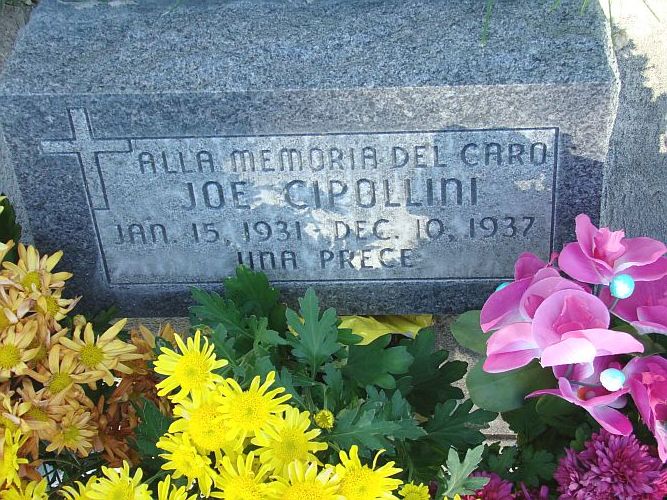 ALLA MEMORIA DEL CARO
JOE CIPOLLINI
JAN. 15, 1931 - DEC. 10, 1937
UNA PRECE